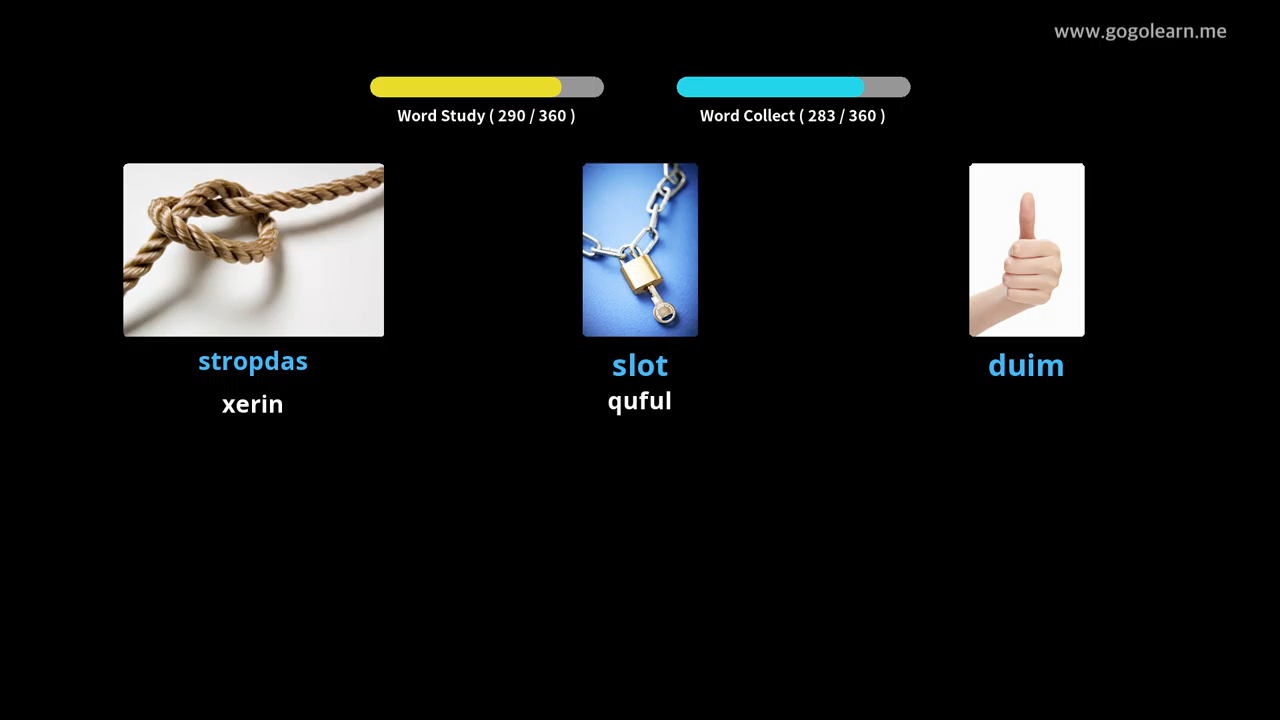 www.gogolearn.me
Word Study ( 290 / 360 )
Word Collect ( 283 / 360 )
stropdas
slot
duim
xerin
quful